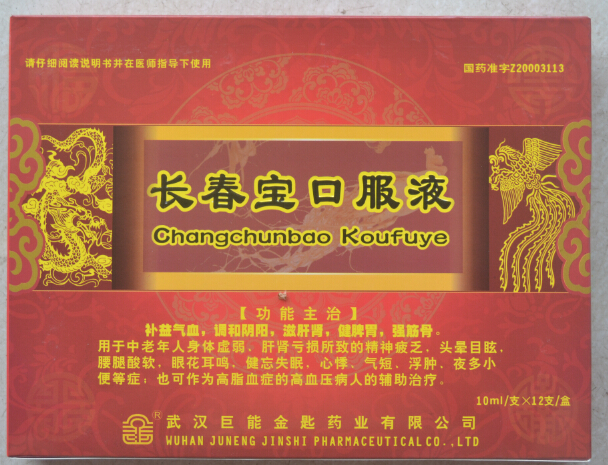 请仔细阅读说明书并在医师指导下使用
国药准字Z20003113
长春宝口服液
Changchunbao Koufuye
【功能主治】
补益气血，调和阴阳，滋肝肾，健脾胃，强筋骨。
用于中老年人身体虚弱、肝肾亏损所致的精神疲乏、头晕目眩、
腰腿酸软、眼花耳鸣、健忘失眠、心悸、气短、浮肿、夜多小
便等症；也可作为高脂血症的高血压病人的辅助治疗。
10ml/支×12支/盒
®
武汉巨能金匙药业有限公司
WUHAN JUNENG JINSHI PHARMACEUTICAL CO.,LTD